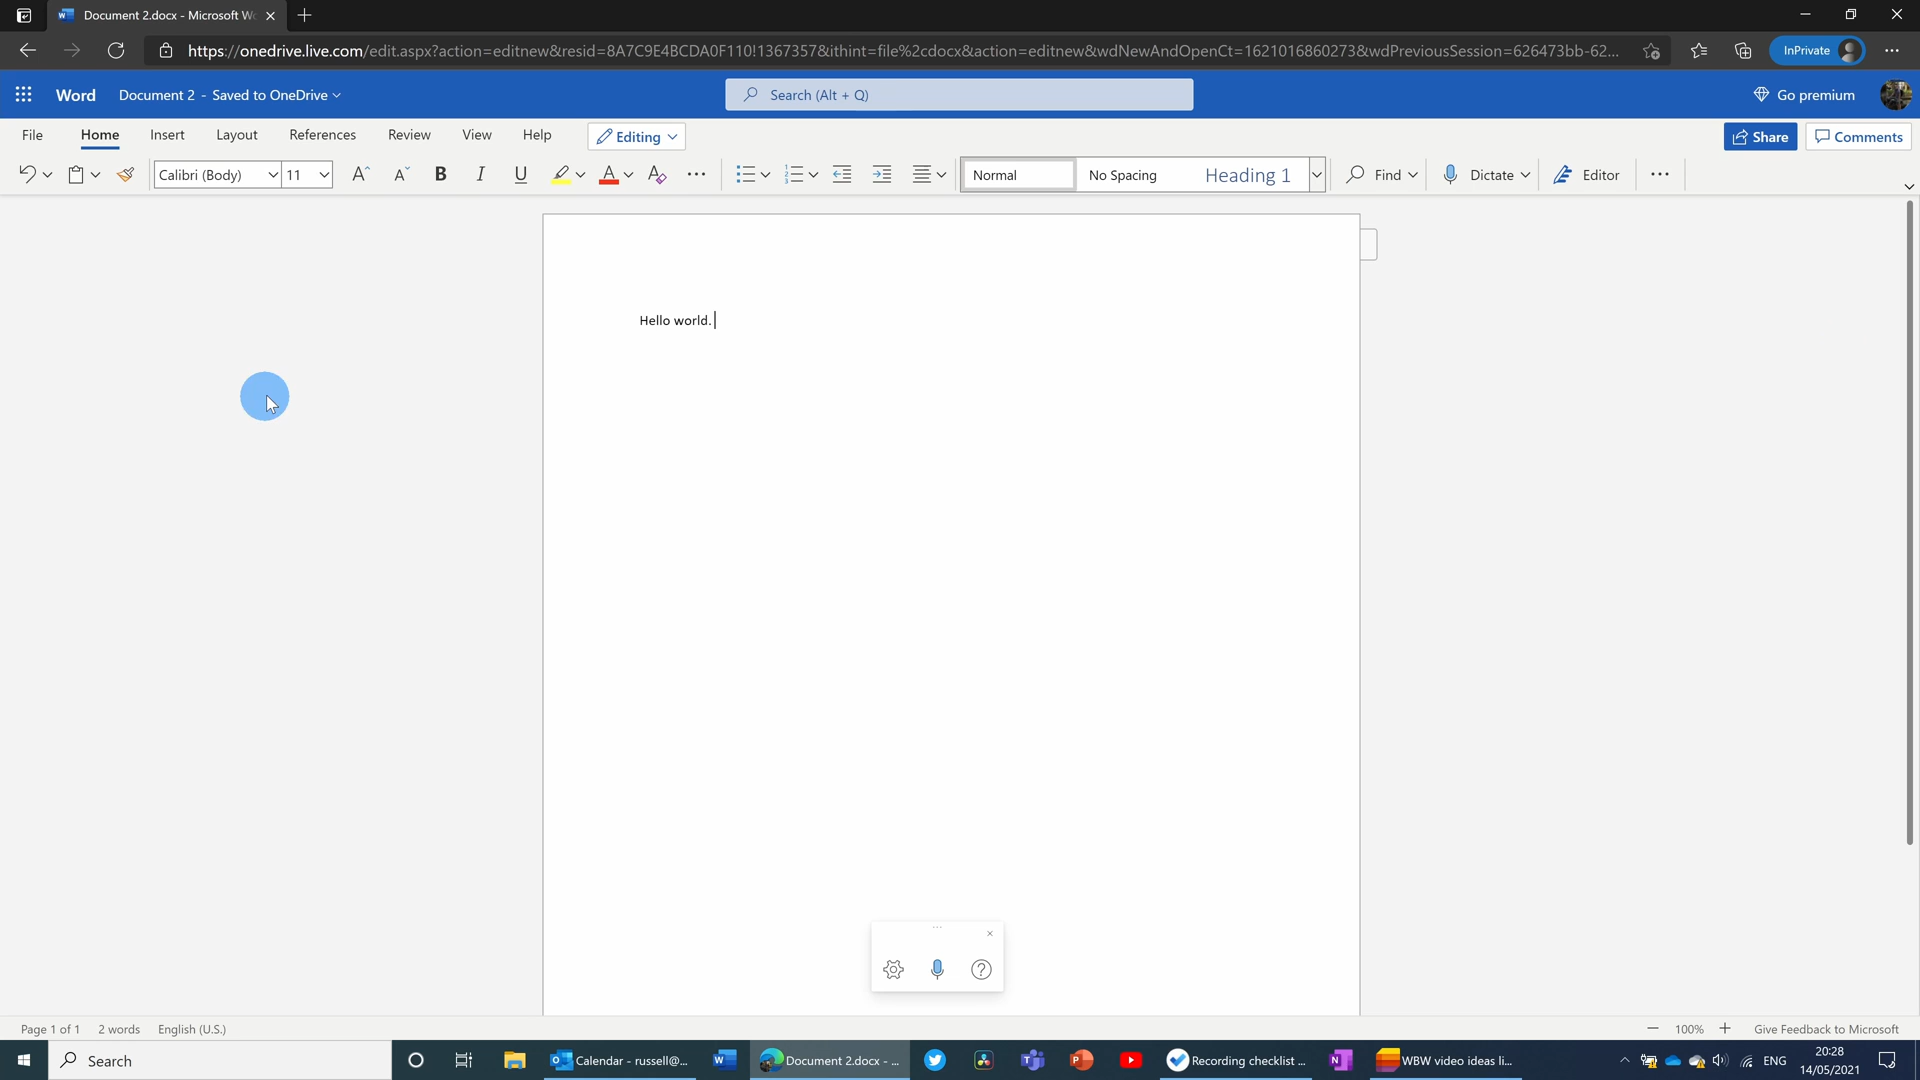 Document 2.docx - Microsoft Wo
https://onedrive.live.com/edit.aspx?action=editnew&resid=8A7C9E4BCDA0F110!1367357&ithint=file%2cdocx&action=editnew&wdNewAndOpenCt=1621016860273&wdPreviousSession=626473bb-62... InPrivate
Word Document 2 - Saved to OneDrive Search (Alt + Q) Go premium
File Home Insert Layout References Review View Help Editing Share Comments
Calibri (Body) 11 B I U A A Normal No Spacing Heading 1 Find Dictate Editor
Hello world.
Page 1 of 1 2 words English (U.S.) 100% Give Feedback to Microsoft
Search Calendar - russell@... Document 2.docx - ... Recording checklist ... WBW video ideas li... ENG 20:28
14/05/2021